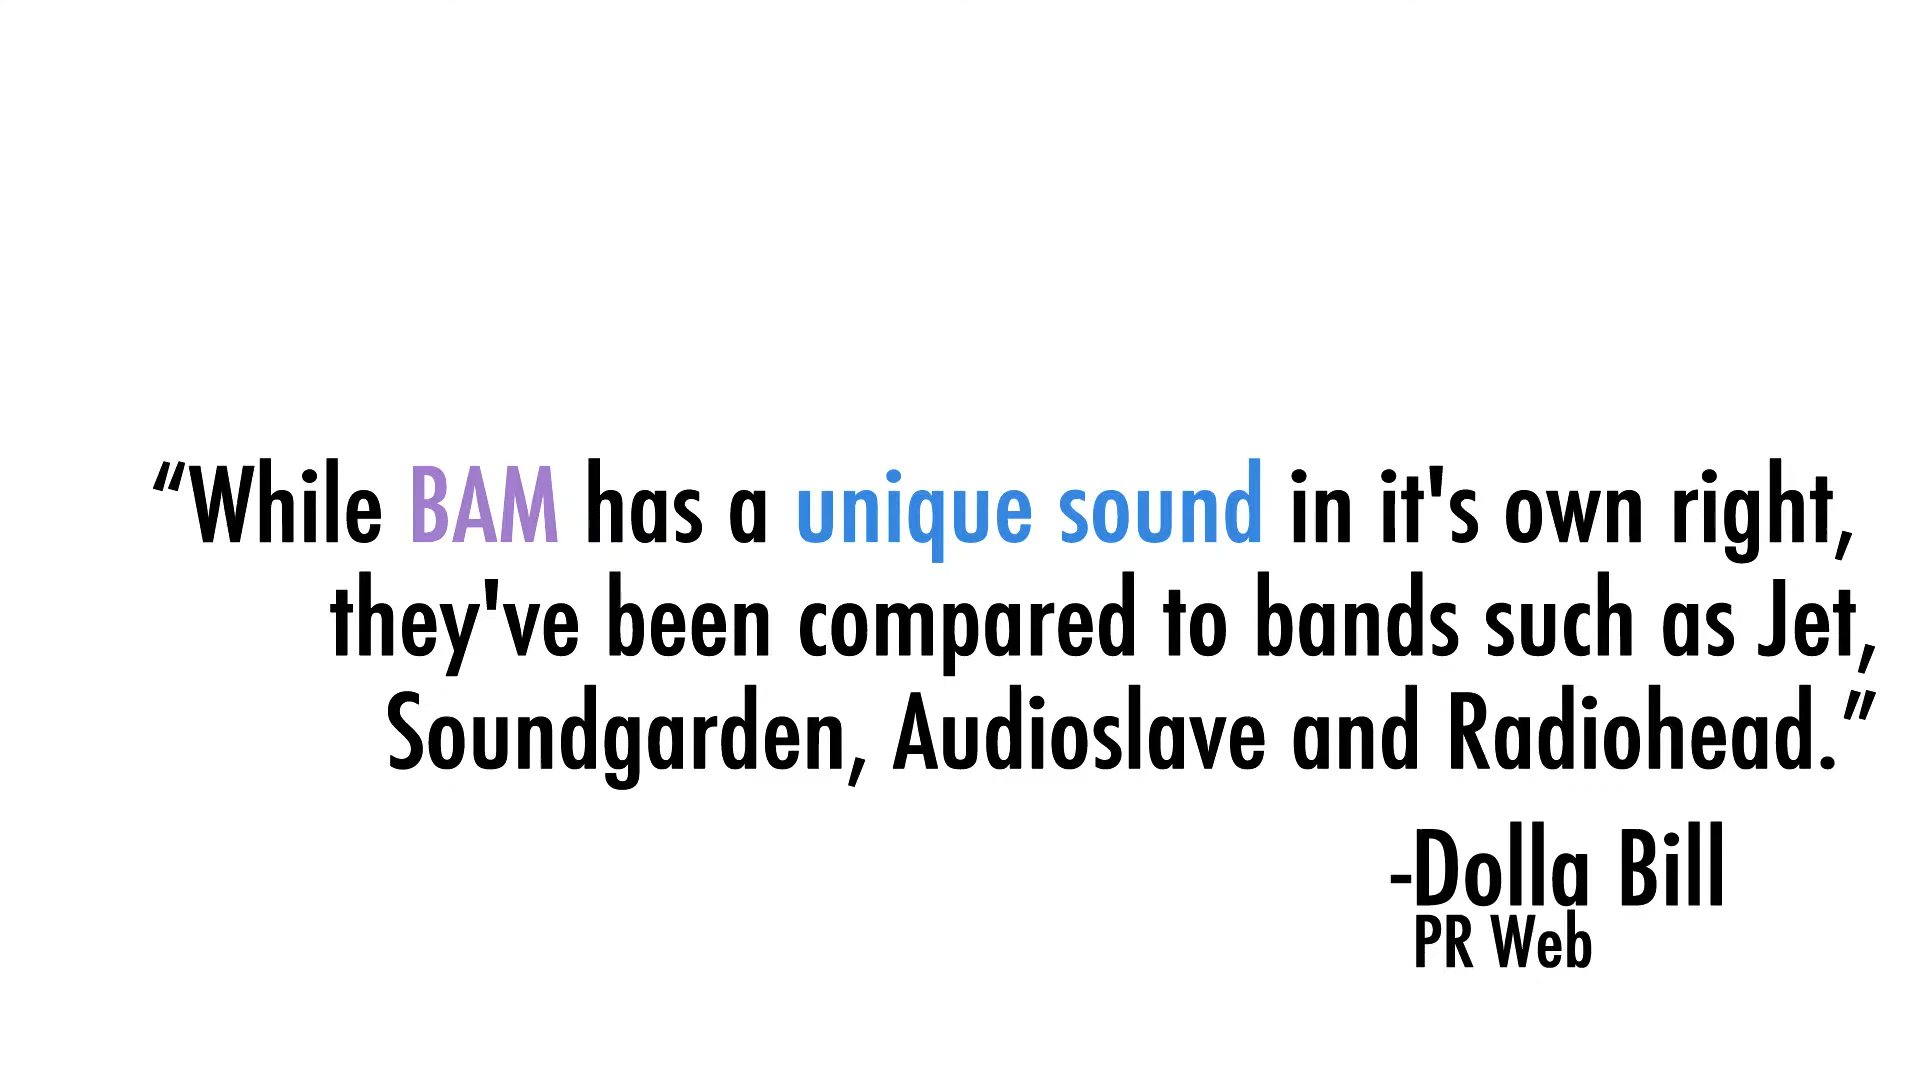 “While BAM has a unique sound in it's own right,
they've been compared to bands such as Jet,
Soundgarden, Audioslave and Radiohead.”
-Dolla Bill
PR Web